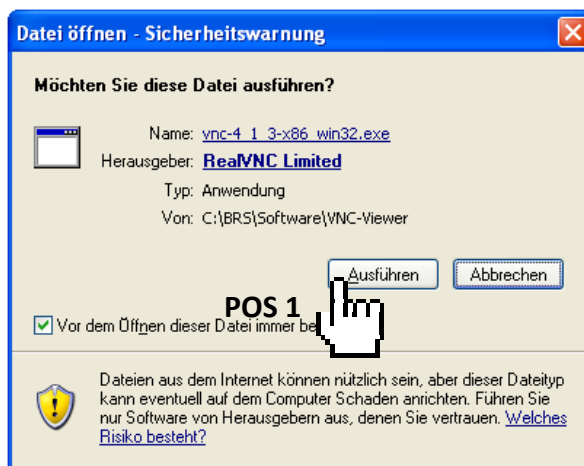 Datei öffnen - Sicherheitswarnung
Möchten Sie diese Datei ausführen?
Name: vnc-4_1_3-x86_win32.exe
Herausgeber: RealVNC Limited
Typ: Anwendung
Von: C:\BRS\Software\VNC-Viewer
Ausführen Abbrechen
POS 1
Vor dem Öffnen dieser Datei immer be
Dateien aus dem Internet können nützlich sein, aber dieser Dateityp
kann eventuell auf dem Computer Schaden anrichten. Führen Sie
nur Software von Herausgebern aus, denen Sie vertrauen. Welches
Risiko besteht?